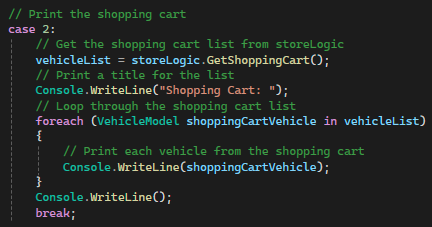 // Print the shopping cart
case 2:
    // Get the shopping cart list from storeLogic
    vehicleList = storeLogic.GetShoppingCart();
    // Print a title for the list
    Console.WriteLine("Shopping Cart: ");
    // Loop through the shopping cart list
    foreach (VehicleModel shoppingCartVehicle in vehicleList)
    {
        // Print each vehicle from the shopping cart
        Console.WriteLine(shoppingCartVehicle);
    }
    Console.WriteLine();
    break;